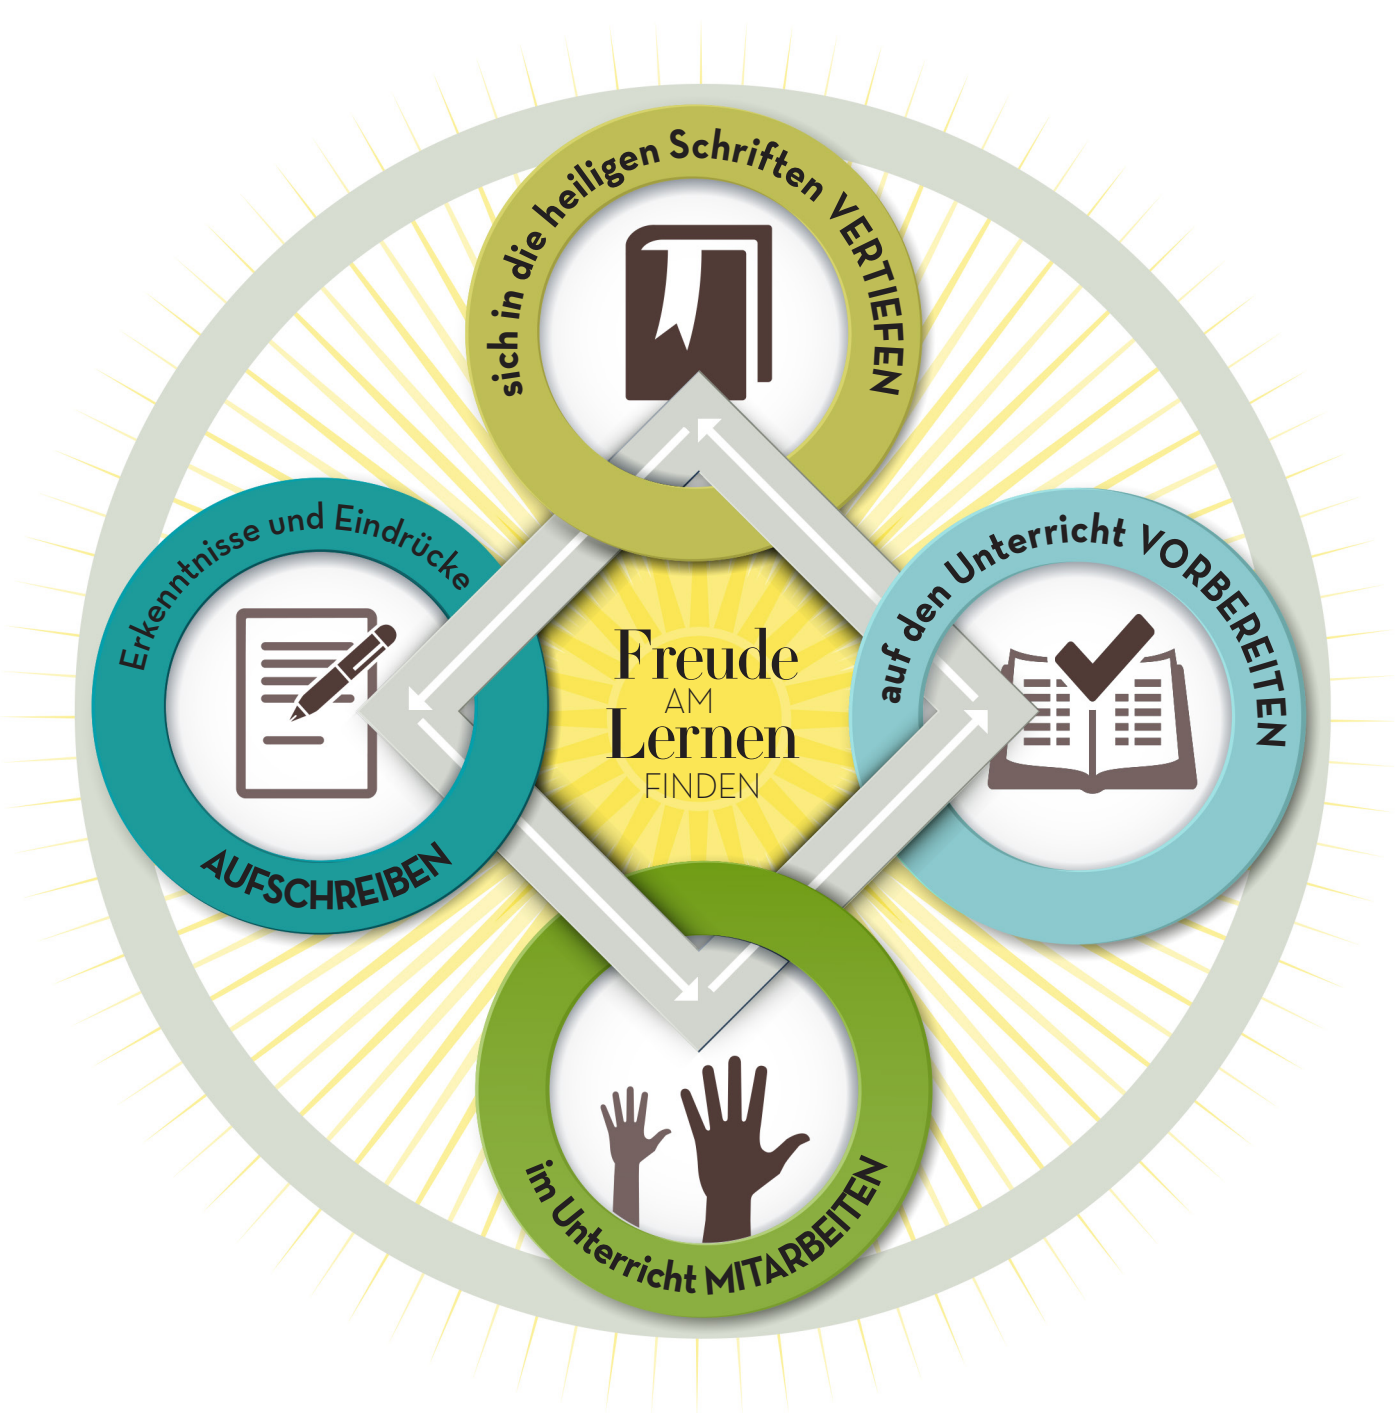 sich in die heiligen Schriften VERTIEFEN
auf den Unterricht VORBEREITEN
Erkenntnisse und Eindrücke
AUFSCHREIBEN
Freude
AM
Lernen
FINDEN
im Unterricht MITARBEITEN